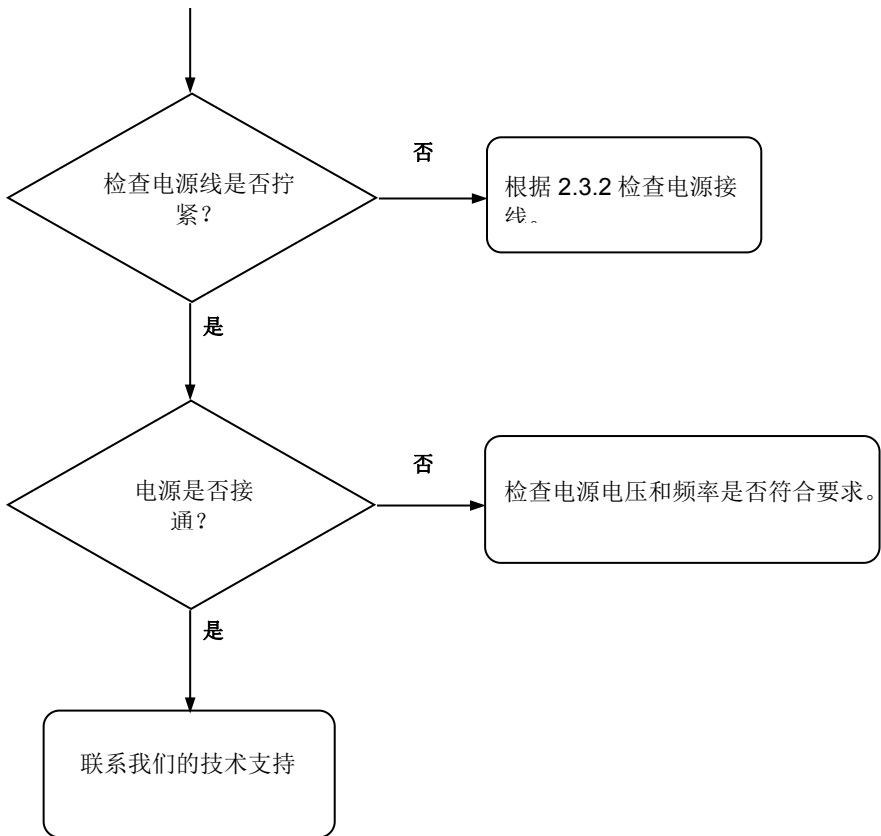 检查电源线是否拧
紧？
否
根据 2.3.2 检查电源接
线。
是
电源是否接
通？
否
检查电源电压和频率是否符合要求。
是
联系我们的技术支持